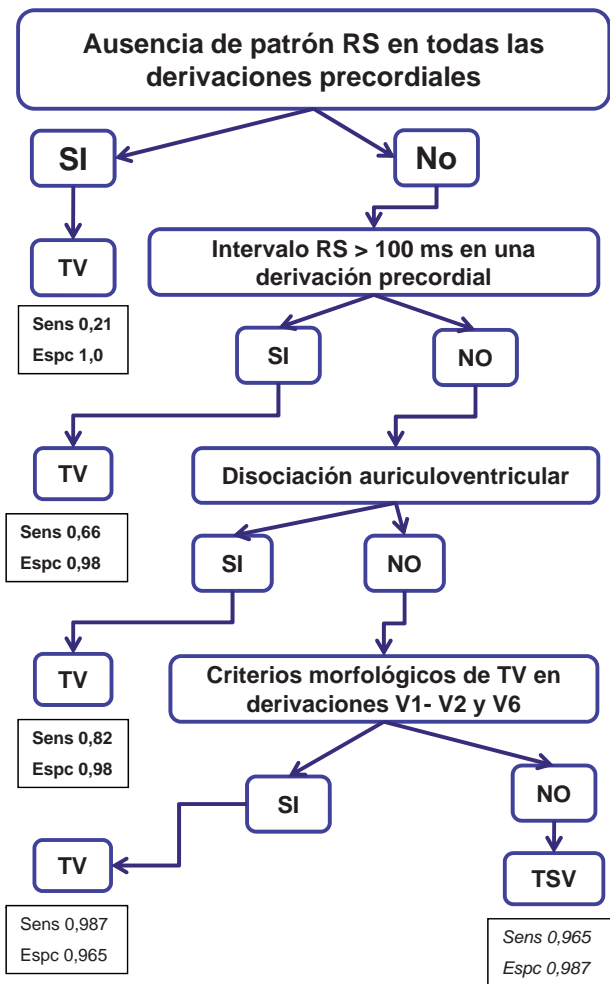 Ausencia de patrón RS en todas las
derivaciones precordiales
SI
No
TV
Sens 0,21
Espc 1,0
Intervalo RS > 100 ms en una
derivación precordial
SI
NO
TV
Sens 0,66
Espc 0,98
Disociación auriculoventricular
SI
NO
TV
Sens 0,82
Espc 0,98
Criterios morfológicos de TV en
derivaciones V1- V2 y V6
SI
NO
TV
Sens 0,987
Espc 0,965
TSV
Sens 0,965
Espc 0,987